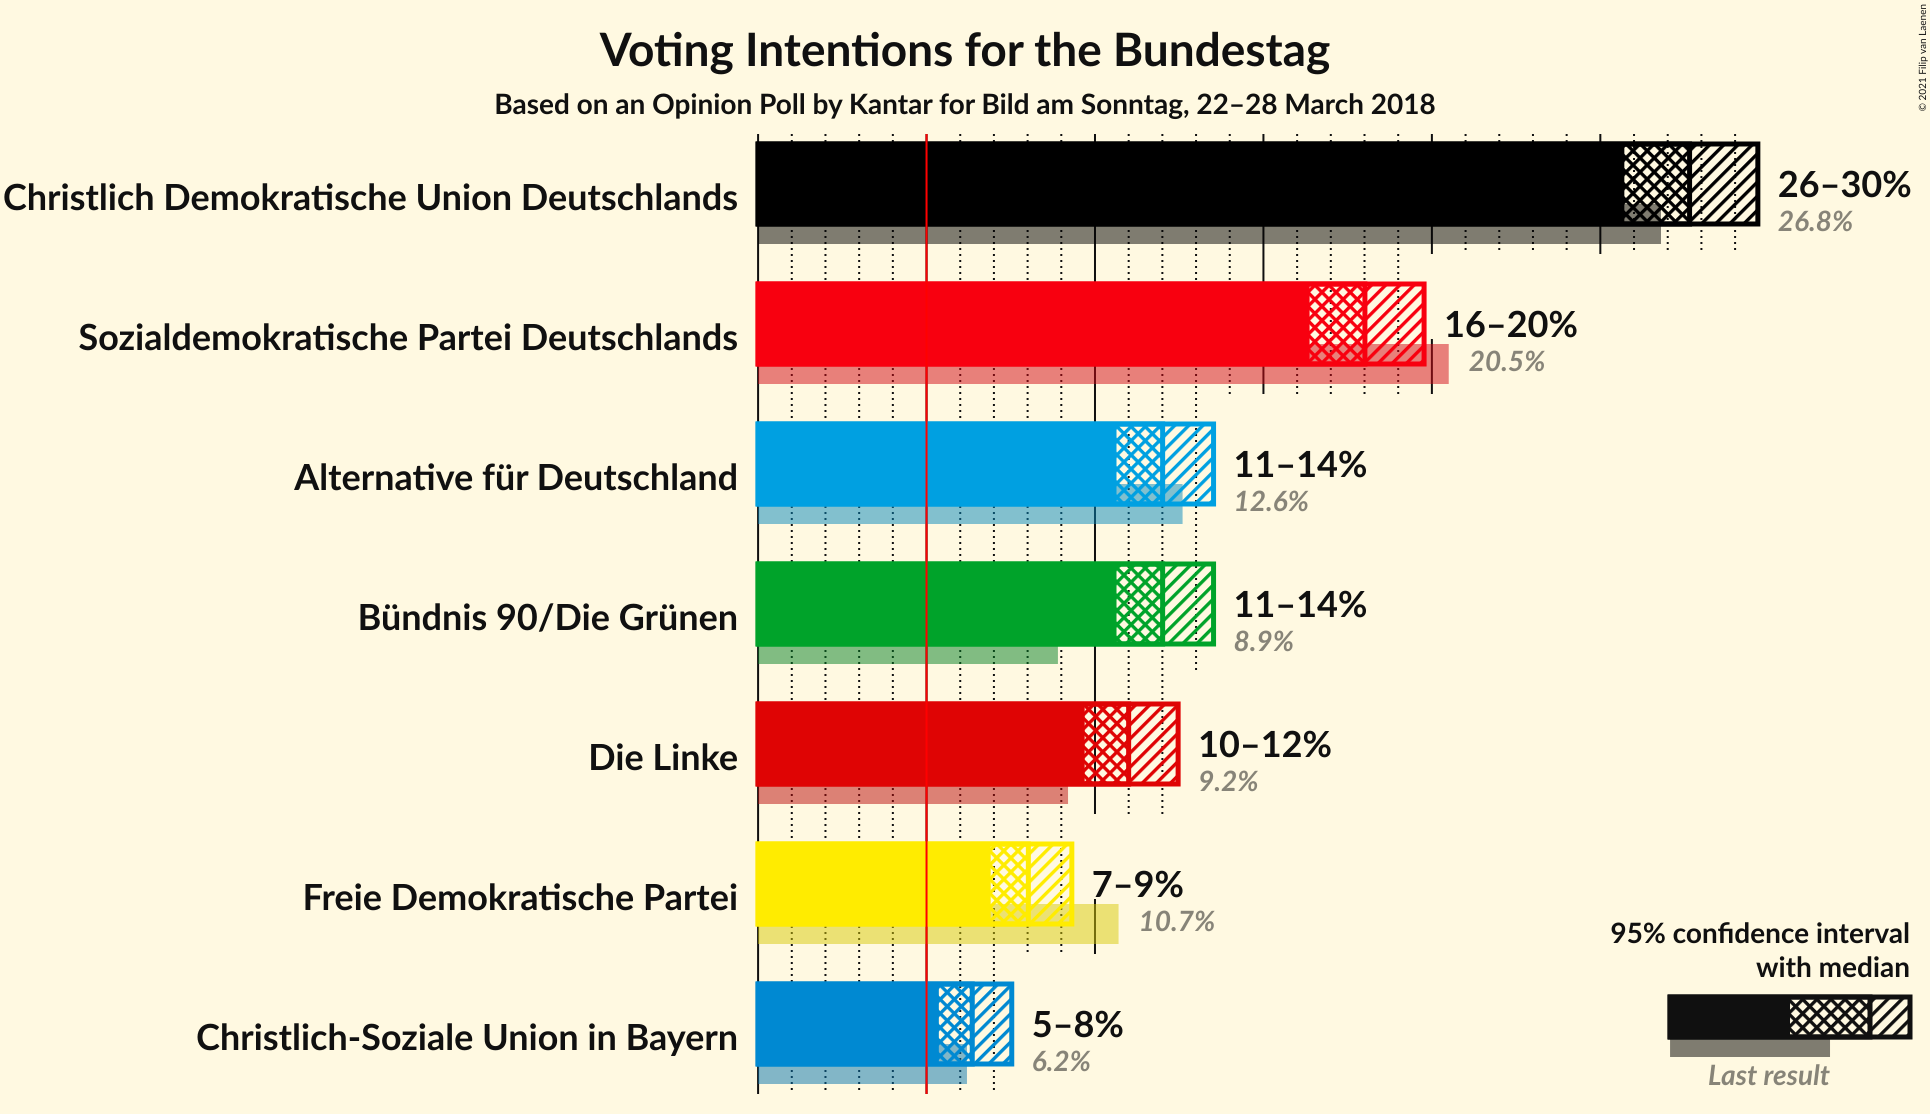 Voting Intentions for the Bundestag
Based on an Opinion Poll by Kantar for Bild am Sonntag, 22–28 March 2018
© 2021 Filip van Laenen
Christlich Demokratische Union Deutschlands
26–30%
26.8%
Sozialdemokratische Partei Deutschlands
16–20%
20.5%
Alternative für Deutschland
11–14%
12.6%
Bündnis 90/Die Grünen
11–14%
8.9%
Die Linke
10–12%
9.2%
Freie Demokratische Partei
7–9%
10.7%
Christlich-Soziale Union in Bayern
5–8%
6.2%
95% confidence interval
with median
Last result